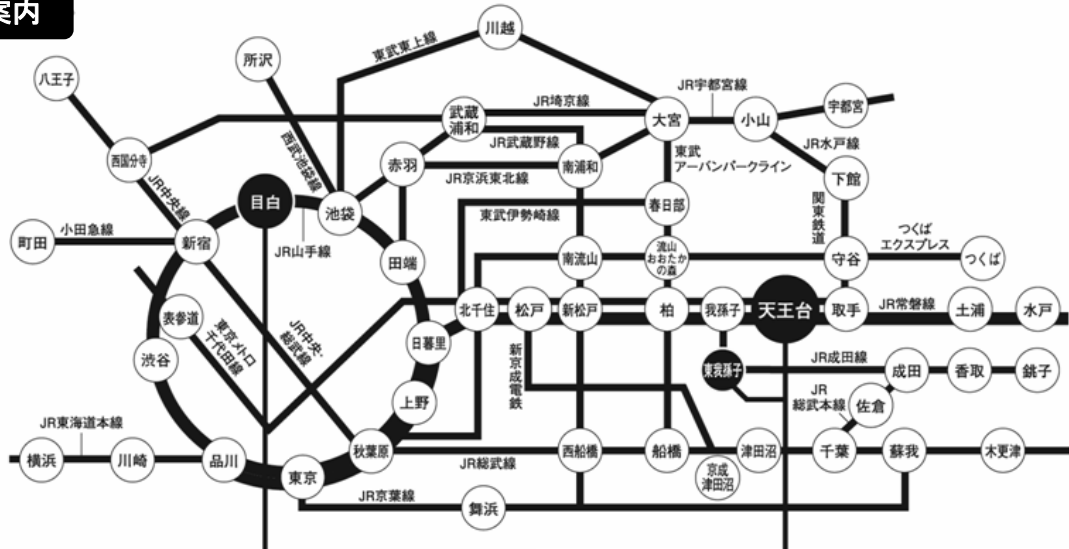 案内
川越
東武東上線
所沢
八王子
JR宇都宮線
JR埼京線
宇都宮
武蔵
浦和
大宮
小山
JR武蔵野線
JR水戸線
西国分寺
西武池袋線
赤羽
南浦和
東武
アーバンパークライン
JR京浜東北線
下館
JR中央線
目白
池袋
春日部
東武伊勢崎線
関東鉄道
小田急線
町田
新宿
JR山手線
田端
南流山
流山
おおたか
の森
守谷
つくば
エクスプレス
つくば
表参道
東京メトロ
千代田線
JR中央・
総武線
北千住
松戸
新松戸
柏
我孫子
天王台
取手
JR常磐線
土浦
水戸
日暮里
渋谷
新京成電鉄
東我孫子
JR成田線
成田
香取
銚子
上野
JR
総武本線
佐倉
JR東海道本線
横浜
川崎
品川
秋葉原
JR総武線
西船橋
船橋
津田沼
千葉
蘇我
木更津
東京
京成
津田沼
JR京葉線
舞浜